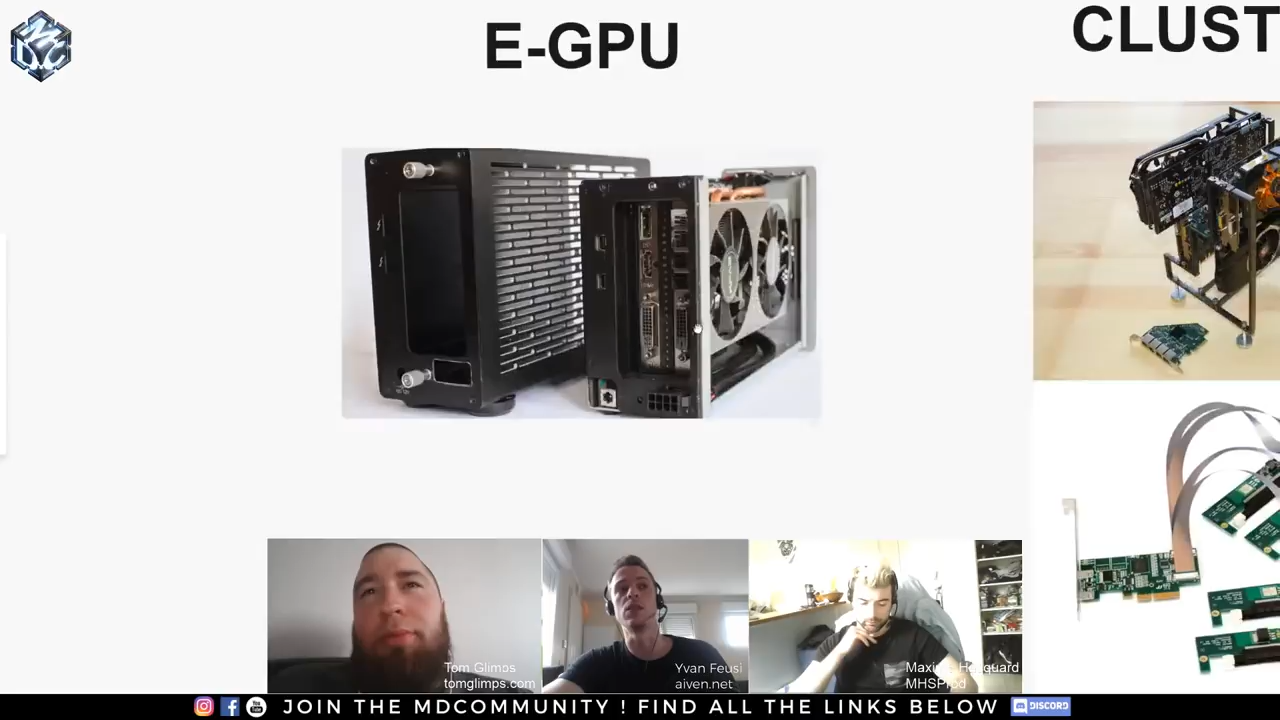 E-GPU
CLUST
Tom Glimps
tomglimps.com
Yvan Feusi
aiven.net
MHSProd
JOIN THE MDCOMMUNITY ! FIND ALL THE LINKS BELOW
DISCORD